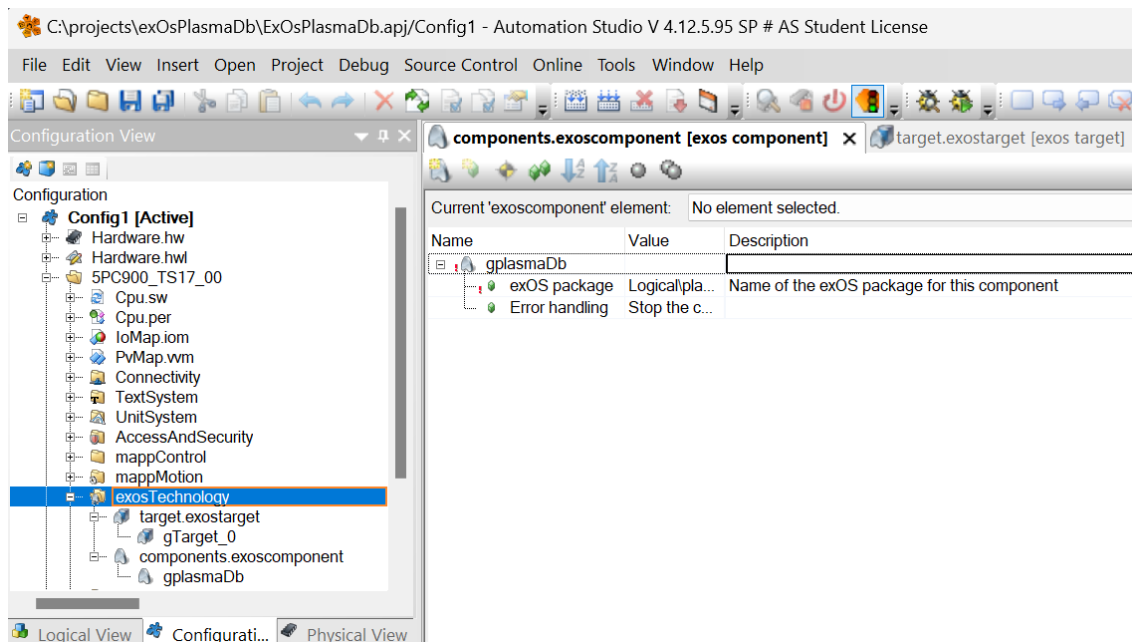 C:\projects\exOsPlasmaDb\ExOsPlasmaDb.apj/Config1 - Automation Studio V 4.12.5.95 SP # AS Student License
File Edit View Insert Open Project Debug Source Control Online Tools Window Help
Configuration View
components.exoscomponent [exos component]
target.exostarget [exos target]
Current 'exoscomponent' element: No element selected.
Name Value Description
gplasmaDb
exOS package Logical\pla... Name of the exOS package for this component
Error handling Stop the c...
Configuration
Config1 [Active]
Hardware.hw
Hardware.hwl
5PC900_TS17_00
Cpu.sw
Cpu.per
IoMap.iom
PvMap.vvm
Connectivity
TextSystem
UnitSystem
AccessAndSecurity
mappControl
mappMotion
exosTechnology
target.exostarget
gTarget_0
components.exoscomponent
gplasmaDb
Logical View Configurati... Physical View